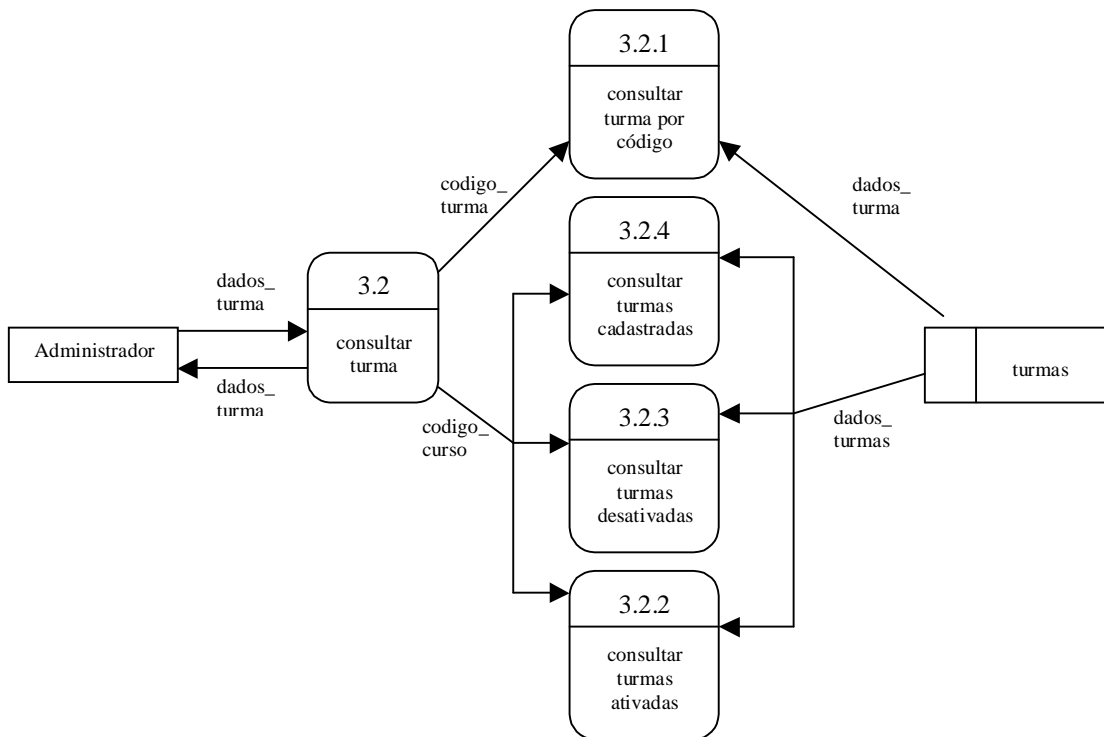 3.2.1
consultar
turma por
código
codigo_
turma
dados_
turma
3.2.4
consultar
turmas
cadastradas
dados_
turma
3.2
consultar
turma
Administrador
dados_
turma
turmas
codigo_
curso
3.2.3
consultar
turmas
desativadas
dados_
turmas
3.2.2
consultar
turmas
ativadas